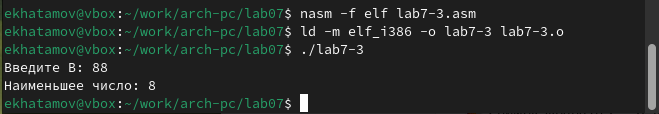 ekhatamov@vbox:~/work/arch-pc/lab07$ nasm -f elf lab7-3.asm
ekhatamov@vbox:~/work/arch-pc/lab07$ ld -m elf_i386 -o lab7-3 lab7-3.o
ekhatamov@vbox:~/work/arch-pc/lab07$ ./lab7-3
Введите B: 88
Наименьшее число: 8
ekhatamov@vbox:~/work/arch-pc/lab07$